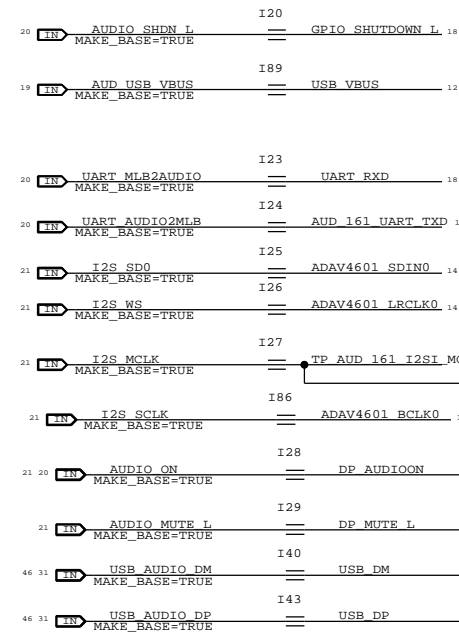 I20
20 IN AUDIO_SHDN_L GPIO_SHUTDOWN_L 18
MAKE_BASE=TRUE
I89
19 IN AUD_USB_VBUS USB_VBUS 12
MAKE_BASE=TRUE
I23
20 IN UART_MLB2AUDIO UART_RXD 18
MAKE_BASE=TRUE
I24
20 IN UART_AUDIO2MLB AUD_161_UART_TXD
MAKE_BASE=TRUE
I25
21 IN I2S_SD0 ADAV4601_SDIN0 14
MAKE_BASE=TRUE
I26
21 IN I2S_WS ADAV4601_LRCLK0 14
MAKE_BASE=TRUE
I27
21 IN I2S_MCLK TP_AUD_161_I2SI_MC
MAKE_BASE=TRUE
I86
21 IN I2S_SCLK ADAV4601_BCLK0
MAKE_BASE=TRUE
I28
21 20 IN AUDIO_ON DP_AUDIOON
MAKE_BASE=TRUE
I29
21 IN AUDIO_MUTE_L DP_MUTE_L
MAKE_BASE=TRUE
I40
46 31 IN USB_AUDIO_DM USB_DM
MAKE_BASE=TRUE
I43
46 31 IN USB_AUDIO_DP USB_DP
MAKE_BASE=TRUE